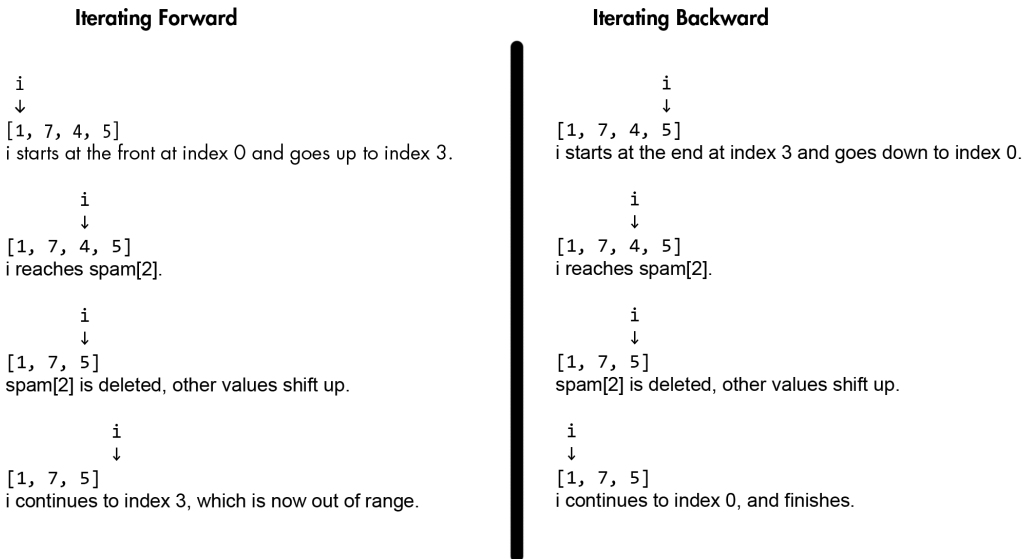 Iterating Forward
i
↓
[1, 7, 4, 5]
i starts at the front at index 0 and goes up to index 3.
i
↓
[1, 7, 4, 5]
i reaches spam[2].
i
↓
[1, 7, 5]
spam[2] is deleted, other values shift up.
i
↓
[1, 7, 5]
i continues to index 3, which is now out of range.
Iterating Backward
i
↓
[1, 7, 4, 5]
i starts at the end at index 3 and goes down to index 0.
i
↓
[1, 7, 4, 5]
i reaches spam[2].
i
↓
[1, 7, 5]
spam[2] is deleted, other values shift up.
i
↓
[1, 7, 5]
i continues to index 0, and finishes.